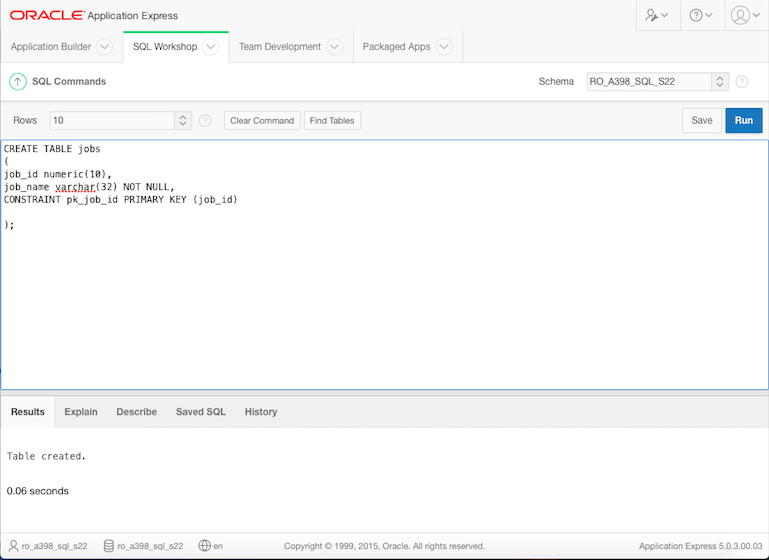 ORACLE Application Express
Application Builder SQL Workshop Team Development Packaged Apps
SQL Commands Schema RO_A398_SQL_S22
Rows 10 Clear Command Find Tables Save Run
CREATE TABLE jobs
(
job_id numeric(10),
job_name varchar(32) NOT NULL,
CONSTRAINT pk_job_id PRIMARY KEY (job_id)
);
Results Explain Describe Saved SQL History
Table created.
0.06 seconds
ro_a398_sql_s22 ro_a398_sql_s22 en Copyright © 1999, 2015, Oracle. All rights reserved. Application Express 5.0.3.00.03